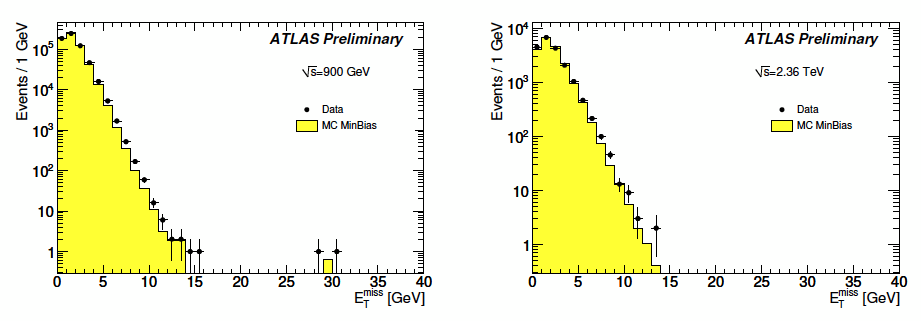 Events / 1 GeV
10^5
10^4
10^3
10^2
10
1
ATLAS Preliminary
√s=900 GeV
Data
MC MinBias
0 5 10 15 20 25 30 35 40
E_T^miss [GeV]
Events / 1 GeV
10^4
10^3
10^2
10
1
ATLAS Preliminary
√s=2.36 TeV
Data
MC MinBias
0 5 10 15 20 25 30 35 40
E_T^miss [GeV]